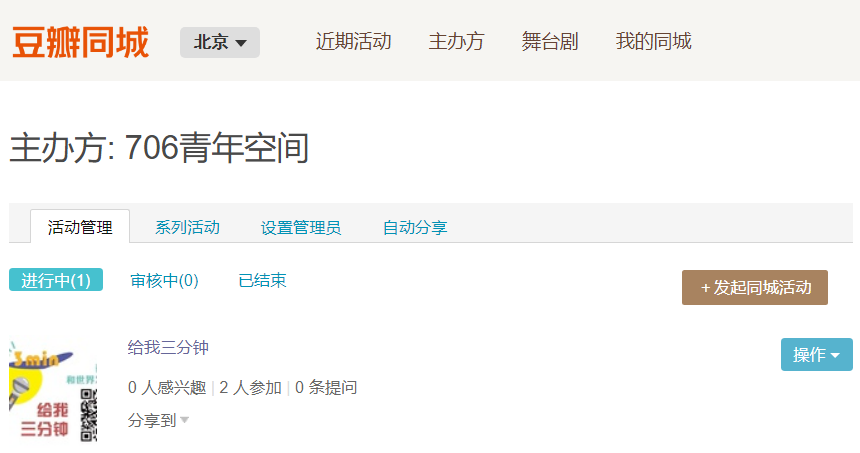 豆瓣同城 北京 近期活动 主办方 舞台剧 我的同城
主办方: 706青年空间
活动管理 系列活动 设置管理员 自动分享
进行中(1) 审核中(0) 已结束 +发起同城活动
给我三分钟 操作
3min
和世界
0 人感兴趣 | 2 人参加 | 0 条提问
给我
三分钟
分享到